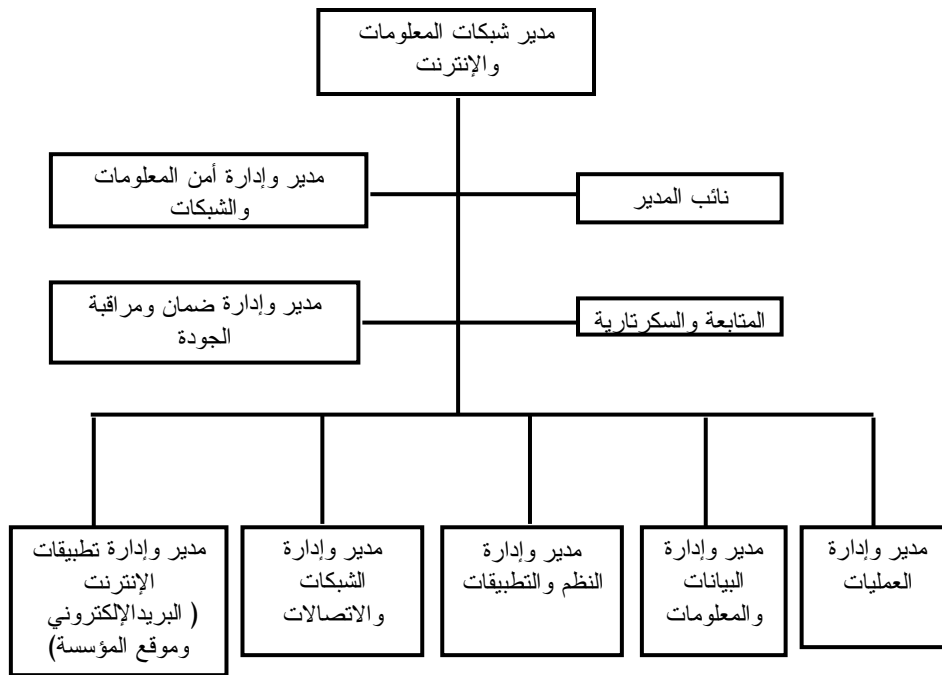 مدير شبكات المعلومات
والإنترنت
نائب المدير
مدير وإدارة أمن المعلومات
والشبكات
المتابعة والسكرتارية
مدير وإدارة ضمان ومراقبة
الجودة
مدير وإدارة
العمليات
مدير وإدارة
البيانات
والمعلومات
مدير وإدارة
النظم والتطبيقات
مدير وإدارة
الشبكات
والاتصالات
مدير وإدارة تطبيقات
الإنترنت
( البريدالإلكتروني
وموقع المؤسسة)